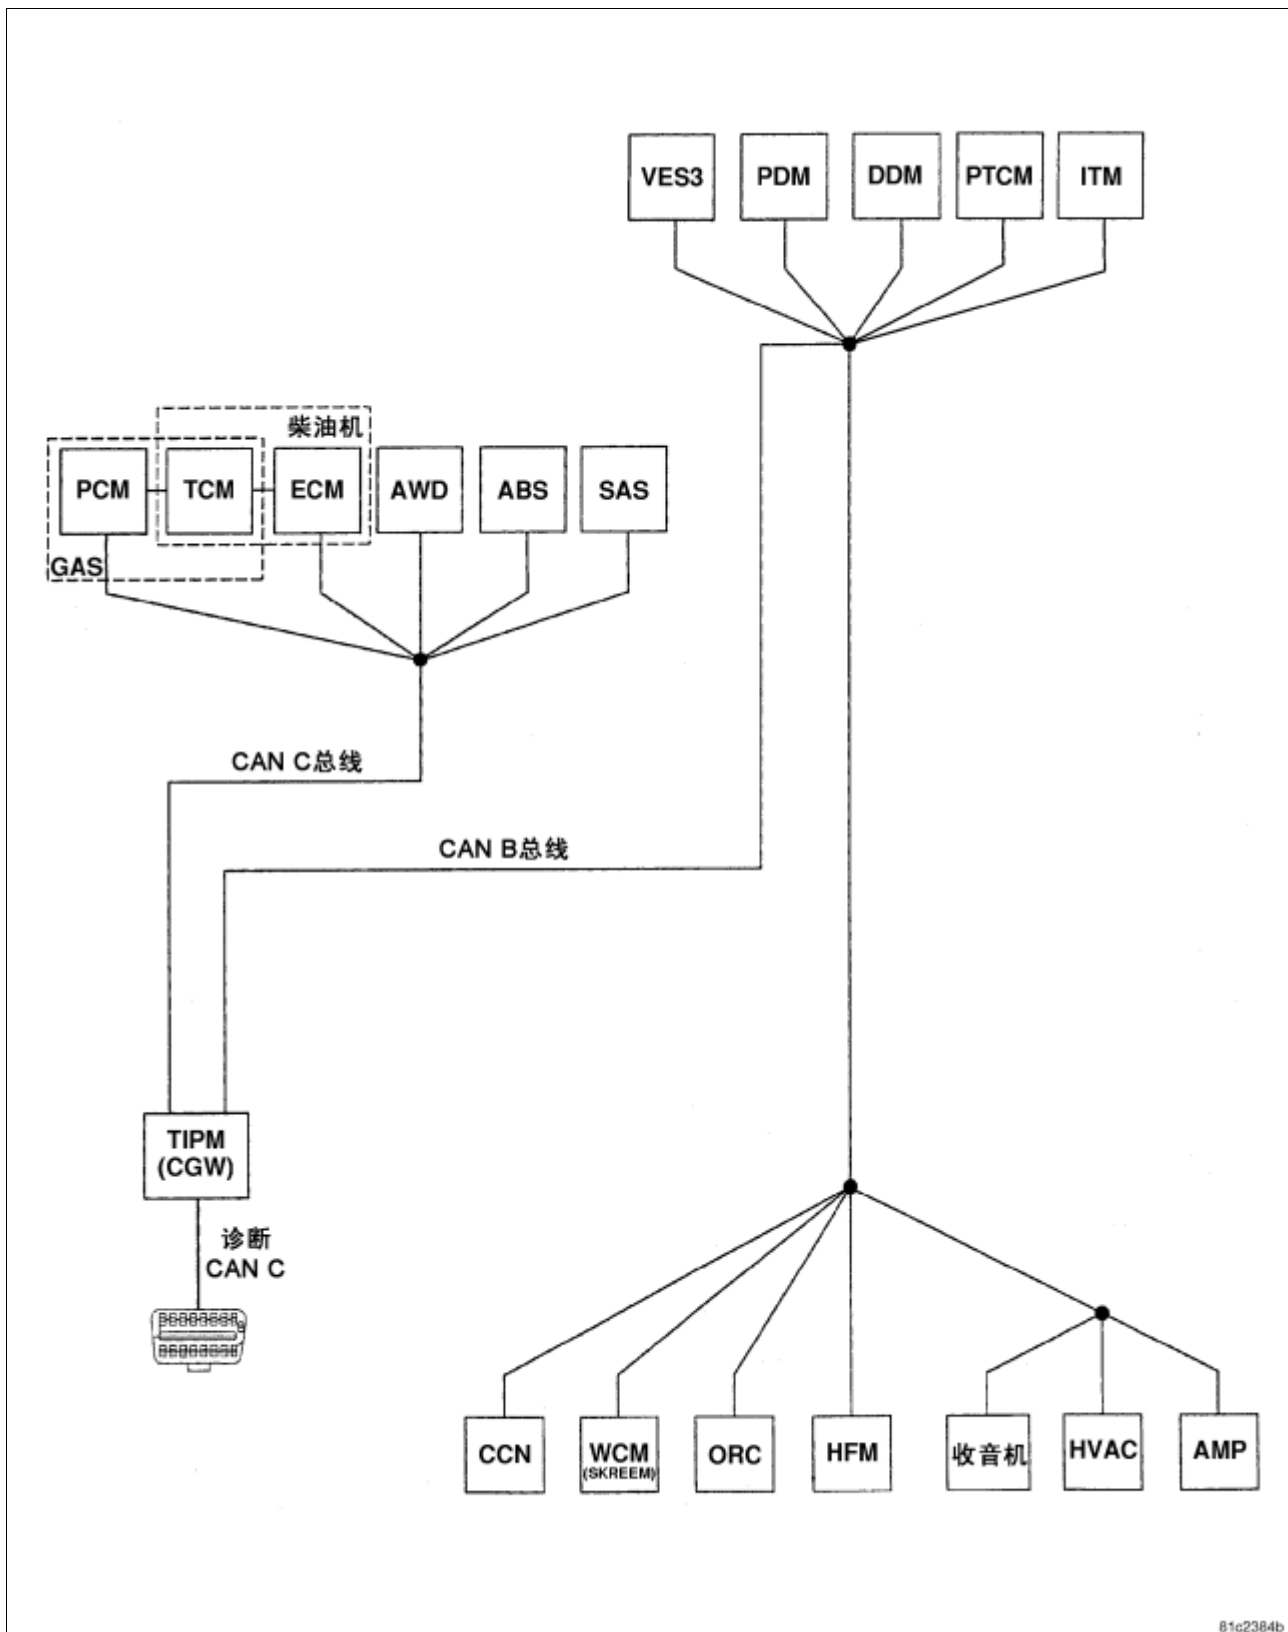 VES3
PDM
DDM
PTCM
ITM
柴油机
PCM
TCM
ECM
AWD
ABS
SAS
GAS
CAN C总线
CAN B总线
TIPM
(CGW)
诊断
CAN C
CCN
WCM
(SKREEM)
ORC
HFM
收音机
HVAC
AMP
81c2384b